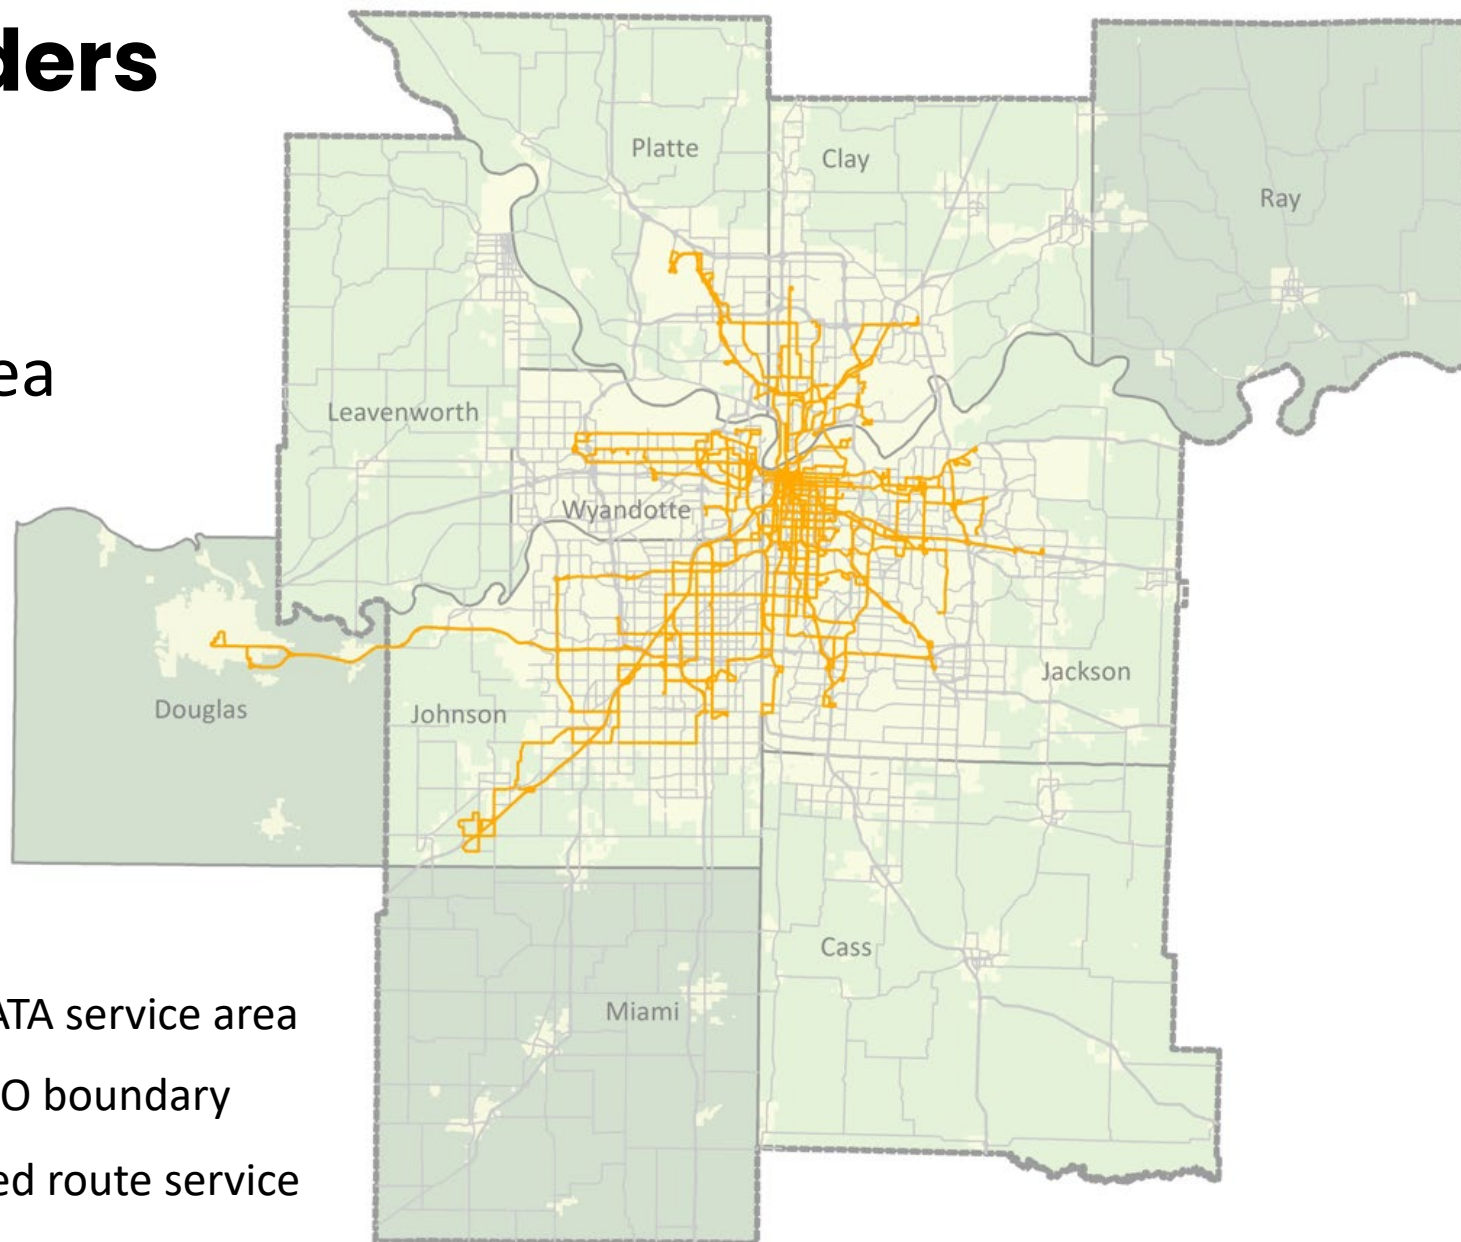 ders
Platte
Clay
Ray
ea
Leavenworth
Wyandotte
Jackson
Douglas
Johnson
Cass
Miami
ATA service area
O boundary
ed route service